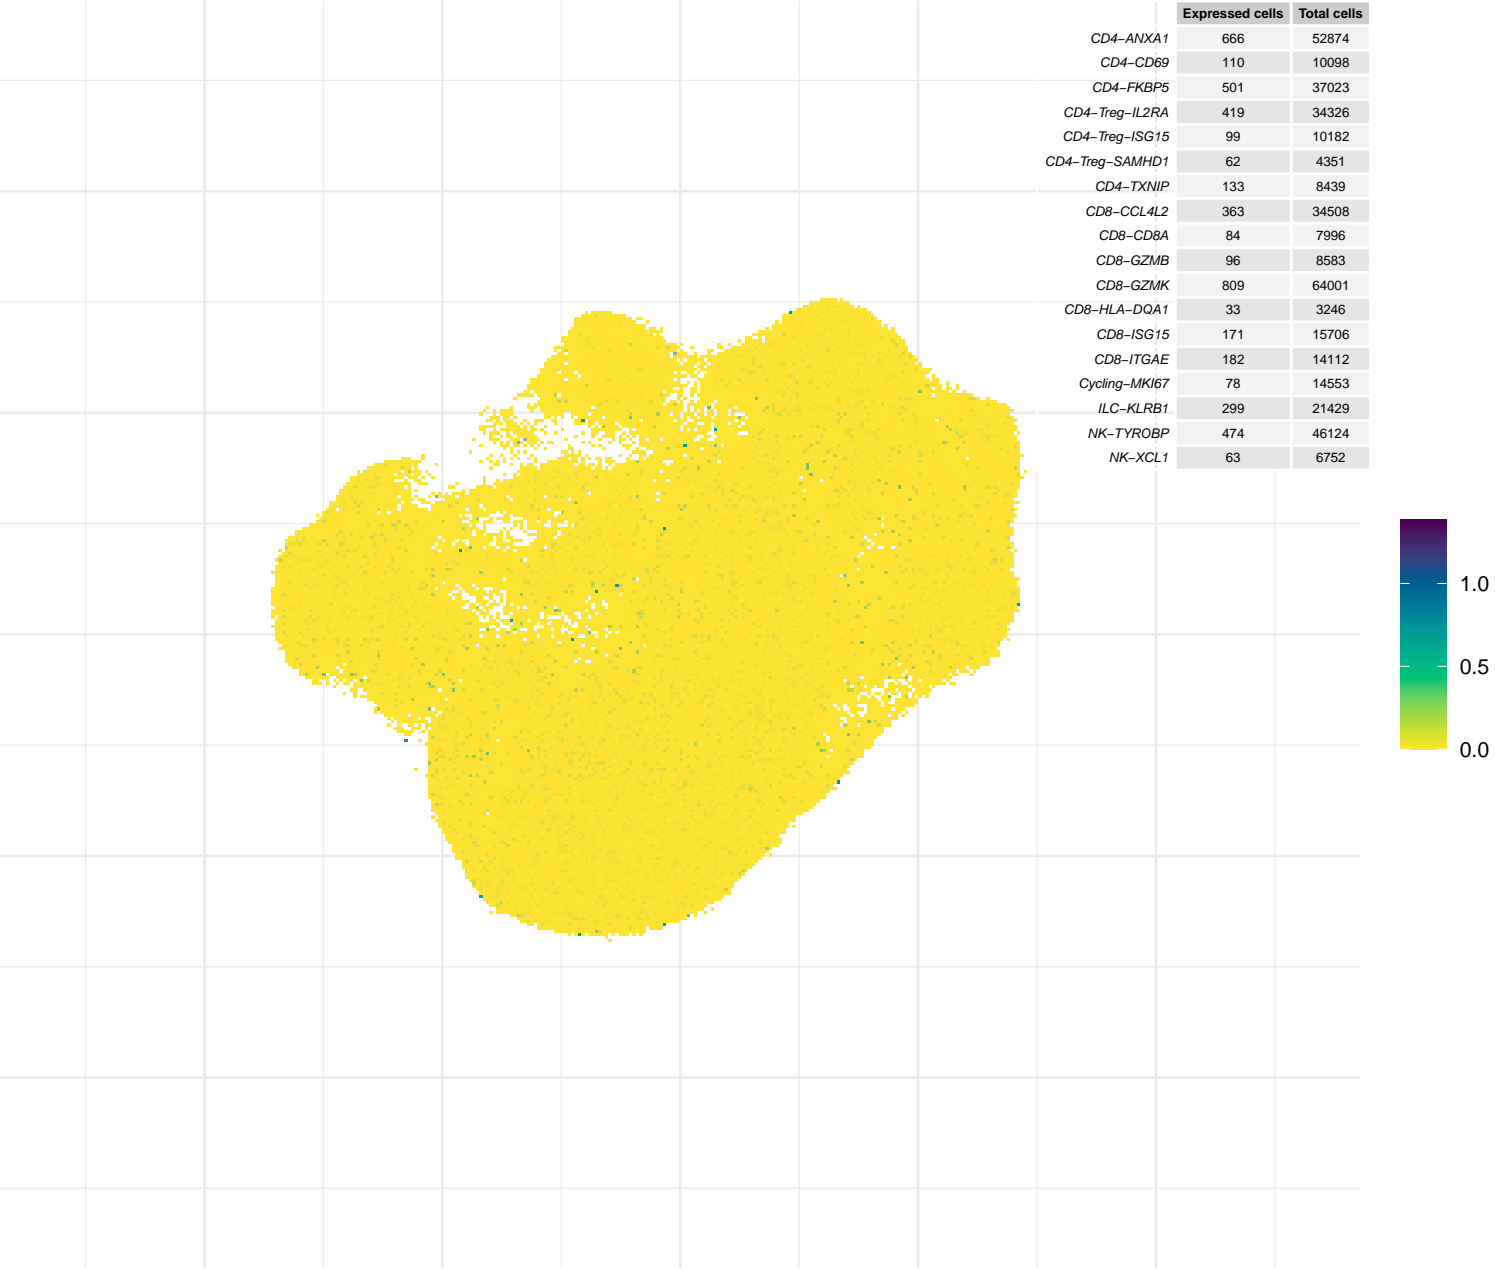 Expressed cells Total cells
CD4−ANXA1 666 52874
CD4−CD69 110 10098
CD4−FKBP5 501 37023
CD4−Treg−IL2RA 419 34326
CD4−Treg−ISG15 99 10182
CD4−Treg−SAMHD1 62 4351
CD4−TXNIP 133 8439
CD8−CCL4L2 363 34508
CD8−CD8A 84 7996
CD8−GZMB 96 8583
CD8−GZMK 809 64001
CD8−HLA−DQA1 33 3246
CD8−ISG15 171 15706
CD8−ITGAE 182 14112
Cycling−MKI67 78 14553
ILC−KLRB1 299 21429
NK−TYROBP 474 46124
NK−XCL1 63 6752
1.0
0.5
0.0